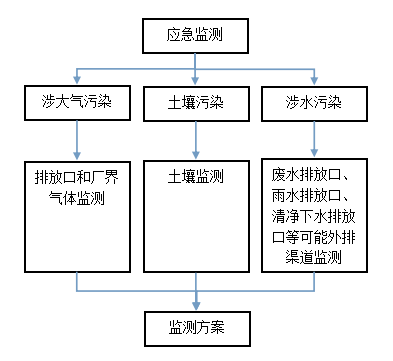 应急监测
涉大气污染
土壤污染
涉水污染
排放口和厂界
气体监测
土壤监测
废水排放口、
雨水排放口、
清净下水排放
口等可能外排
渠道监测
监测方案